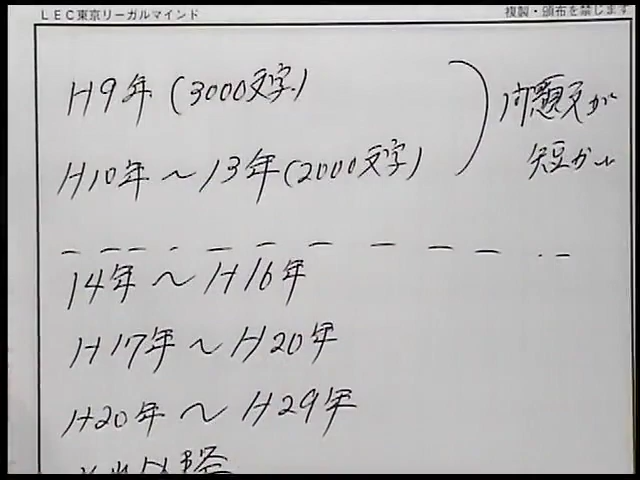 LEC東京リーガルマインド 複製・頒布を禁じます
H9年 (3000文字) 問題文が
H10年～13年(2000文字) 短かい
14年～H16年
H17年～H20年
H20年～H29年